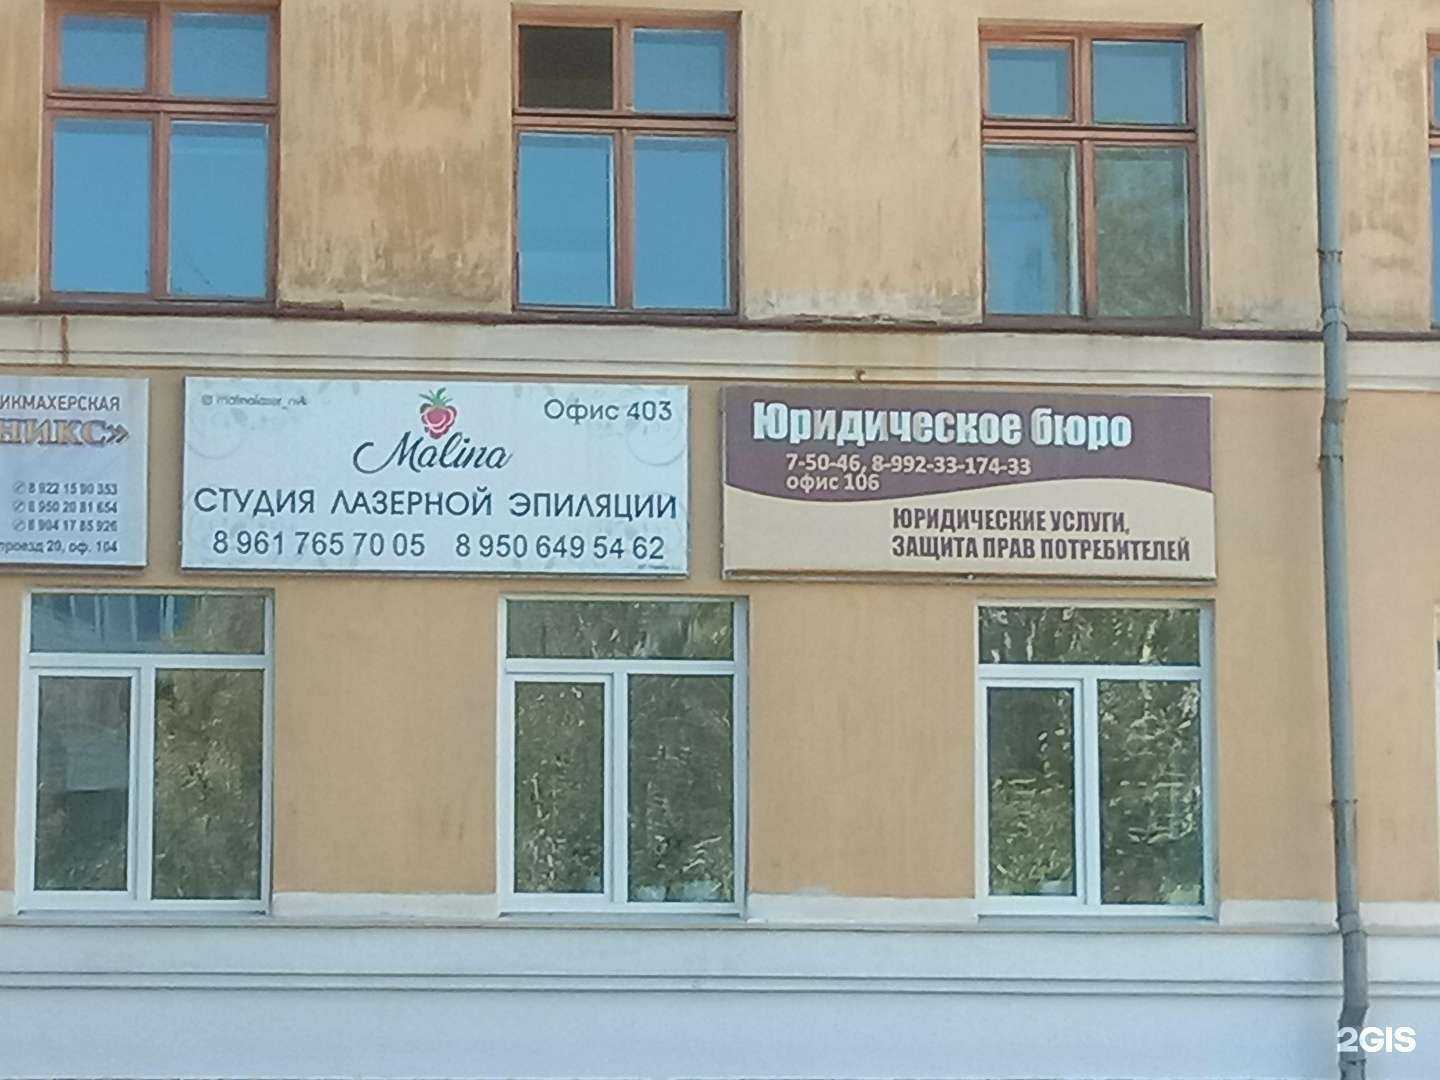 ИКМАХЕРСКАЯ
НИКС»
8 922 15 90 353
8 950 20 81 654
8 904 17 85 926
проезд 20, оф. 104
Офис 403
Malina
СТУДИЯ ЛАЗЕРНОЙ ЭПИЛЯЦИИ
8 961 765 70 05 8 950 649 54 62
Юридическое бюро
7-50-46, 8-992-33-174-33
офис 106
ЮРИДИЧЕСКИЕ УСЛУГИ,
ЗАЩИТА ПРАВ ПОТРЕБИТЕЛЕЙ
2GIS